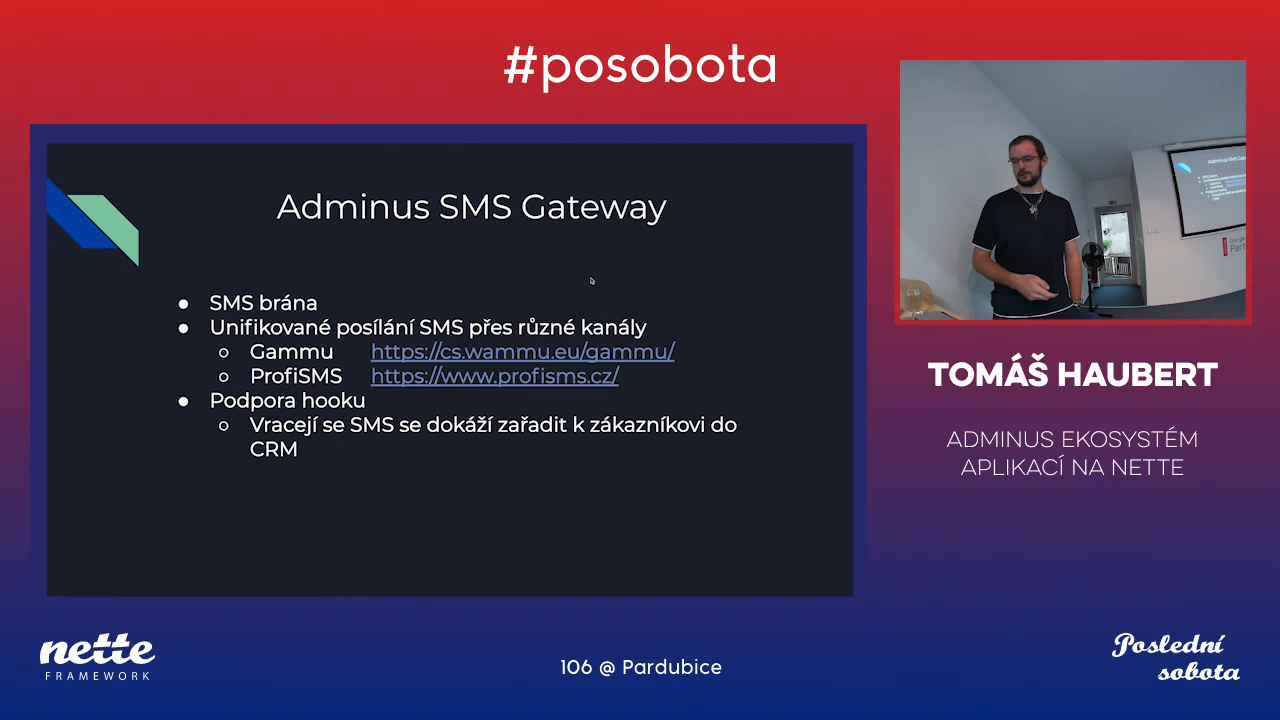 #posobota
Adminus SMS Gateway
● SMS brána
● Unifikované posílání SMS přes různé kanály
○ Gammu https://cs.wammu.eu/gammu/
○ ProfiSMS https://www.profisms.cz/
● Podpora hooku
○ Vracejí se SMS se dokáží zařadit k zákazníkovi do
CRM
TOMÁŠ HAUBERT
ADMINUS EKOSYSTÉM
APLIKACÍ NA NETTE
nette
FRAMEWORK
106 @ Pardubice
Poslední
sobota